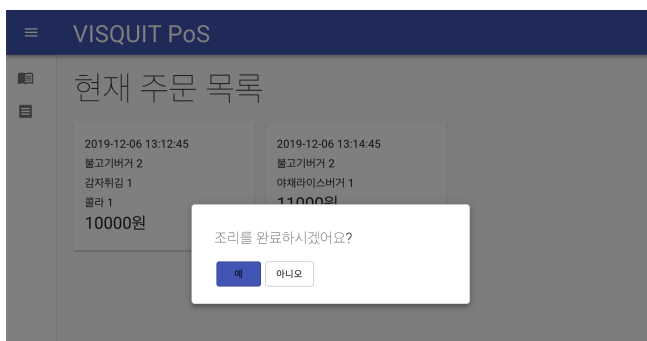 VISQUIT PoS
현재 주문 목록
2019-12-06 13:12:45
불고기버거 2
감자튀김 1
콜라 1
10000원
2019-12-06 13:14:45
불고기버거 2
야채라이스버거 1
11000원
조리를 완료하시겠어요?
예
아니오